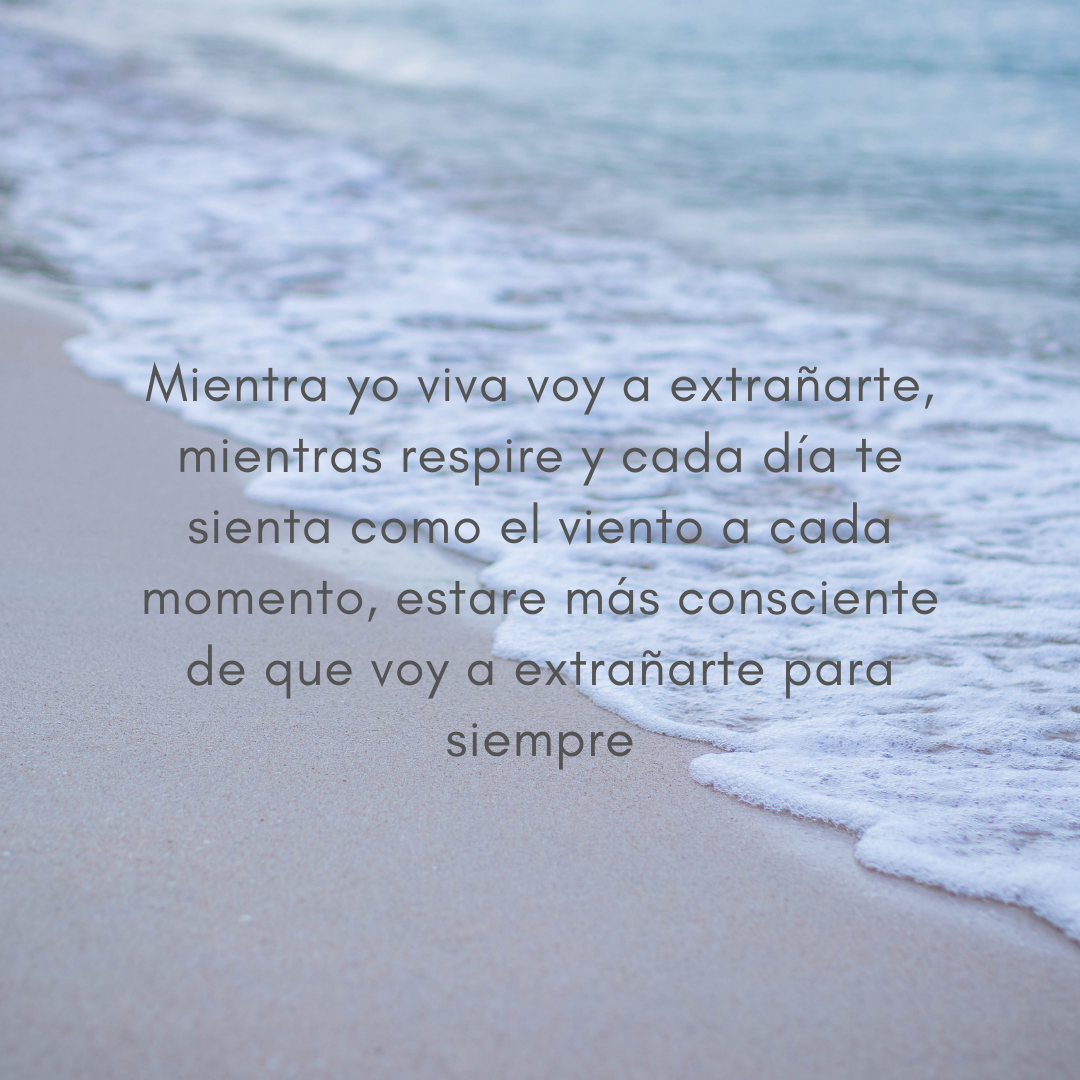 Mientra yo viva voy a extrañarte,
mientras respire y cada día te
sienta como el viento a cada
momento, estare más consciente
de que voy a extrañarte para
siempre